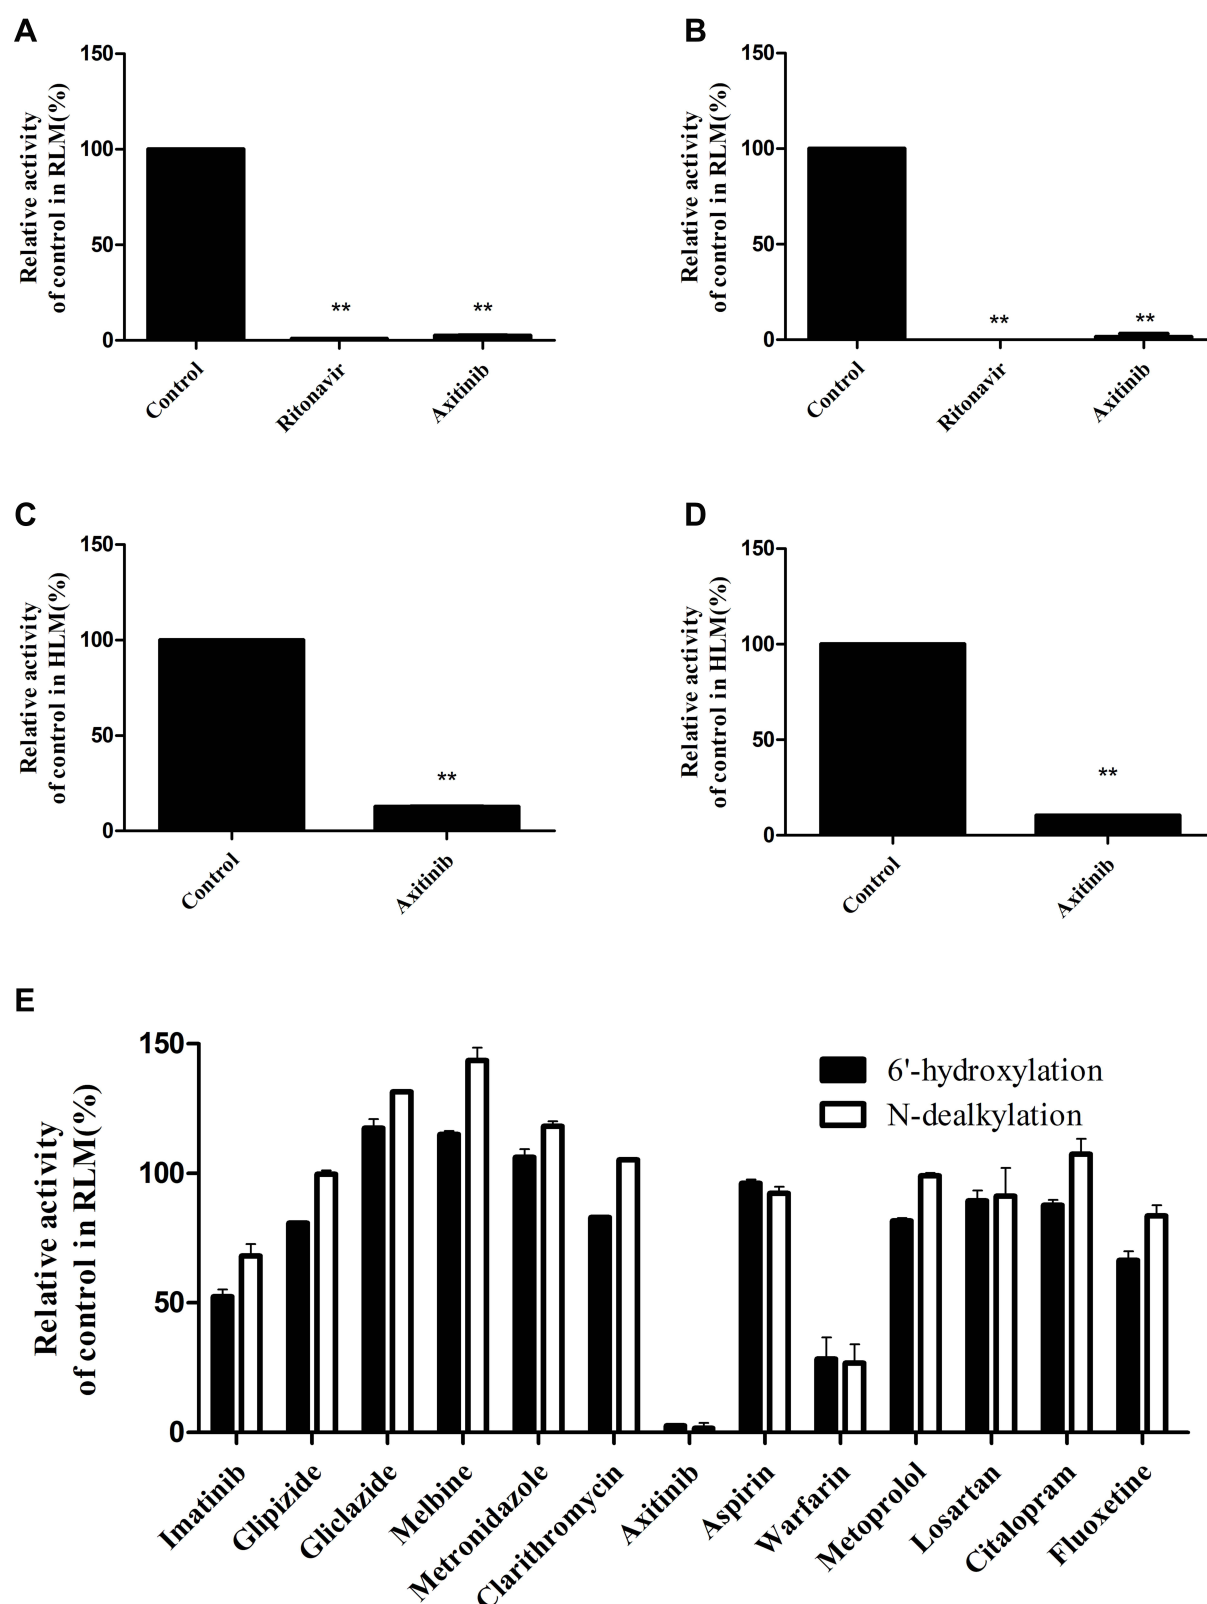 A
150
100
50
0
Relative activity
of control in RLM(%)
**
**
Control
Ritonavir
Axitinib
B
150
100
50
0
Relative activity
of control in RLM(%)
**
**
Control
Ritonavir
Axitinib
C
150
100
50
0
Relative activity
of control in HLM(%)
**
Control
Axitinib
D
150
100
50
0
Relative activity
of control in HLM(%)
**
Control
Axitinib
E
150
100
50
0
Relative activity
of control in RLM(%)
6'-hydroxylation
N-dealkylation
Imatinib
Glipizide
Gliclazide
Melbine
Metronidazole
Clarithromycin
Axitinib
Aspirin
Warfarin
Metoprolol
Losartan
Citalopram
Fluoxetine